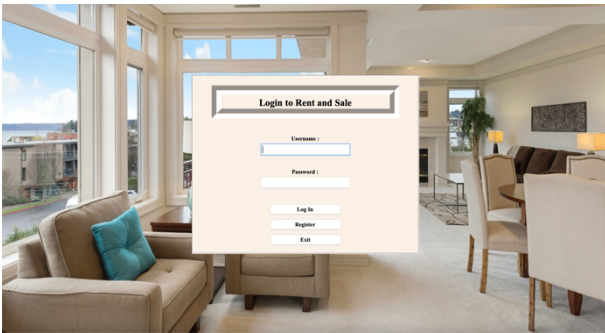 Login to Rent and Sale
Username :
Password :
Log In
Register
Exit